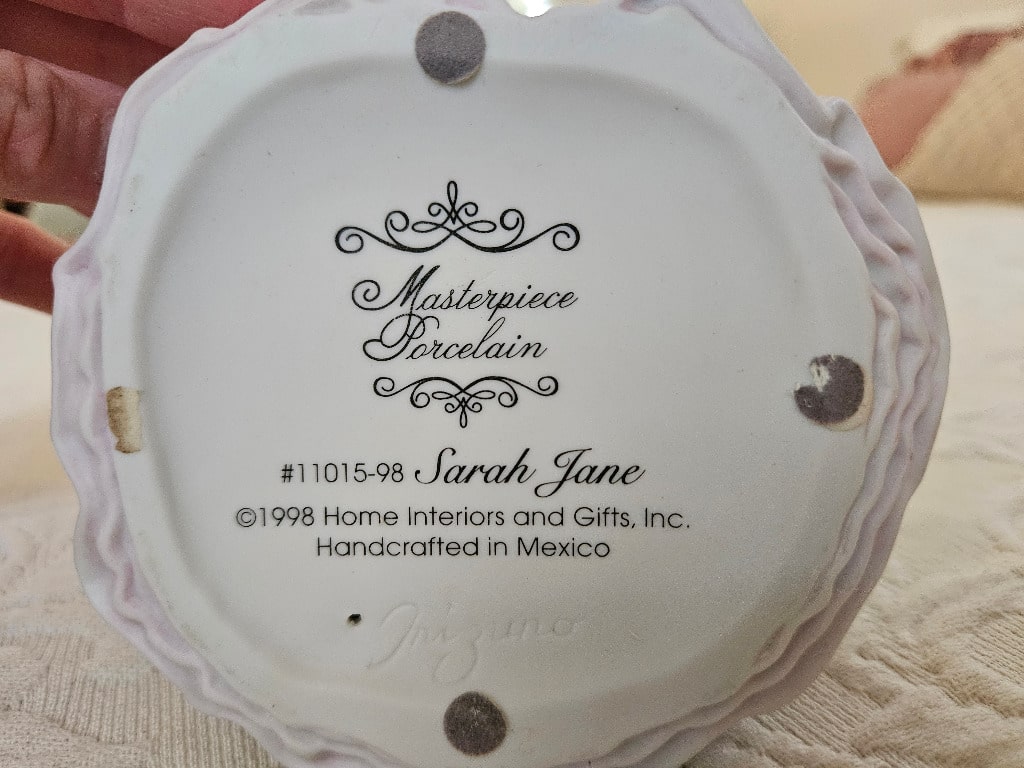 Masterpiece
Porcelain
#11015-98 Sarah Jane
©1998 Home Interiors and Gifts, Inc.
Handcrafted in Mexico